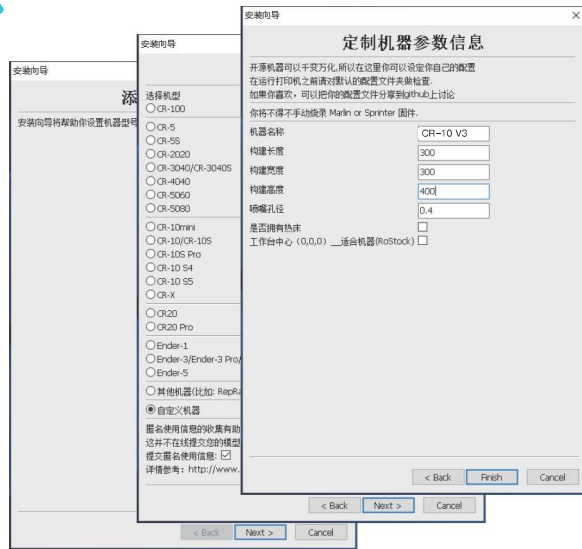 安装向导
添
安装向导将帮助你设置机器型号
< Back Next > Cancel
安装向导
选择机型
CR-100
CR-5
CR-5S
CR-2020
CR-3040/CR-3040S
CR-4040
CR-5060
CR-5080
CR-10mini
CR-10/CR-10S
CR-10S Pro
CR-10 S4
CR-10 S5
CR-X
CR20
CR20 Pro
Ender-1
Ender-3/Ender-3 Pro/
Ender-5
其他机器(比如: RepRa
自定义机器
匿名使用信息的收集有助
这并不在线提交您的模型
提交匿名使用信息:
详情参考: http://www.
< Back Next > Cancel
安装向导
定制机器参数信息
开源机器可以千变万化,所以在这里你可以设定你自己的配置
在运行打印机之前请对默认的配置文件夹做检查.
如果你喜欢，可以把你的配置文件分享到github上讨论
你将不得不手动烧录 Marlin or Sprinter 固件.
机器名称 CR-10 V3
构建长度 300
构建宽度 300
构建高度 400
喷嘴孔径 0.4
是否拥有热床
工作台中心（0,0,0）__适合机器(RoStock)
< Back Finish Cancel